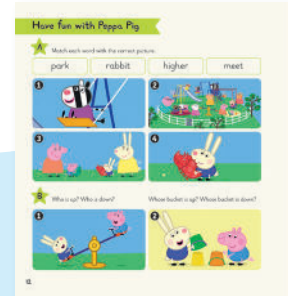 Have fun with Peppa Pig
A Match each word with the correct picture.
park rabbit higher meet
1 2
3 4
B Who is up? Who is down? Whose bucket is up? Whose bucket is down?
1 2
12